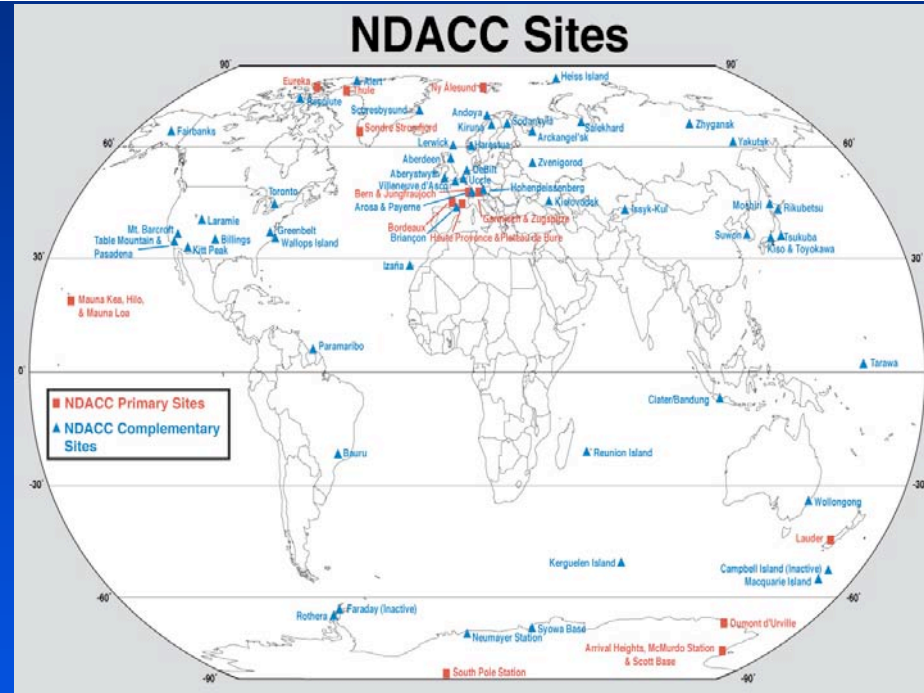 NDACC Sites
90°
90°
Eureka
Alert
Thule
Resolute
Ny Ålesund
Heiss Island
Scoresbysund
Andoya
Sodankyla
Salekhard
Zhygansk
Fairbanks
Sondre Stromfjord
Kiruna
Arckangel'sk
60°
60°
Lerwick
Harestua
Yakutsk
Aberdeen
Zvenigorod
Aberystwyth
DeBilt
Uccle
Villeneuve d'Ascq
Hohenpeissenberg
Bern & Jungfraujoch
Toronto
Arosa & Payerne
Kislovodsk
Issyk-Kul
Moshiri
Rikubetsu
Laramie
Bordeaux
Garmisch & Zugspitze
Mt. Barcroft
Greenbelt
Briançon
Haute Provence & Plateau de Bure
Suwon
Tsukuba
Table Mountain &
Pasadena
Billings
Wallops Island
Kiso & Toyokawa
Kitt Peak
30°
30°
Izaña
Mauna Kea, Hilo,
& Mauna Loa
Paramaribo
Tarawa
0°
0°
NDACC Primary Sites
NDACC Complementary
Sites
Ciater/Bandung
Bauru
Reunion Island
-30°
-30°
Wollongong
Lauder
Kerguelen Island
Campbell Island (Inactive)
Macquarie Island
-60°
-60°
Faraday (Inactive)
Rothera
Syowa Base
Dumont d'Urville
Neumayer Station
Arrival Heights, McMurdo Station
& Scott Base
South Pole Station
-90°
-90°